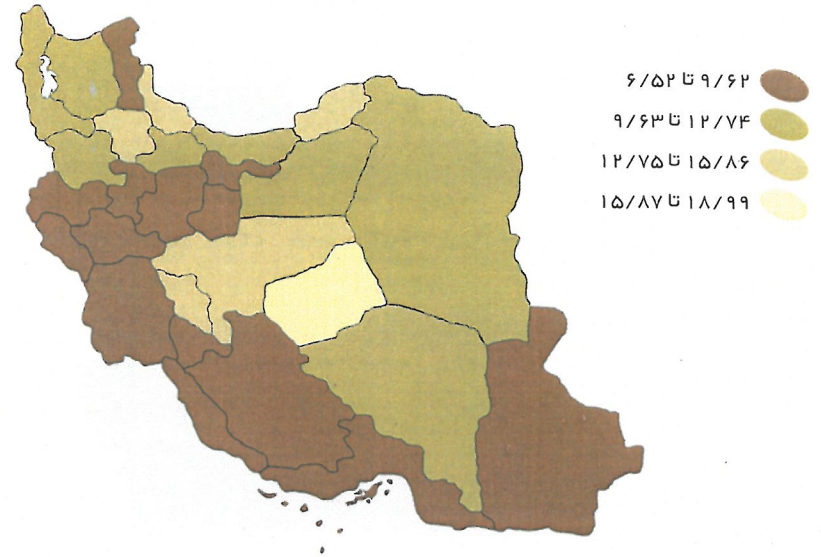 ۶/۵۲ تا ۹/۶۲
۹/۶۳ تا ۱۲/۷۴
۱۲/۷۵ تا ۱۵/۸۶
۱۵/۸۷ تا ۱۸/۹۹